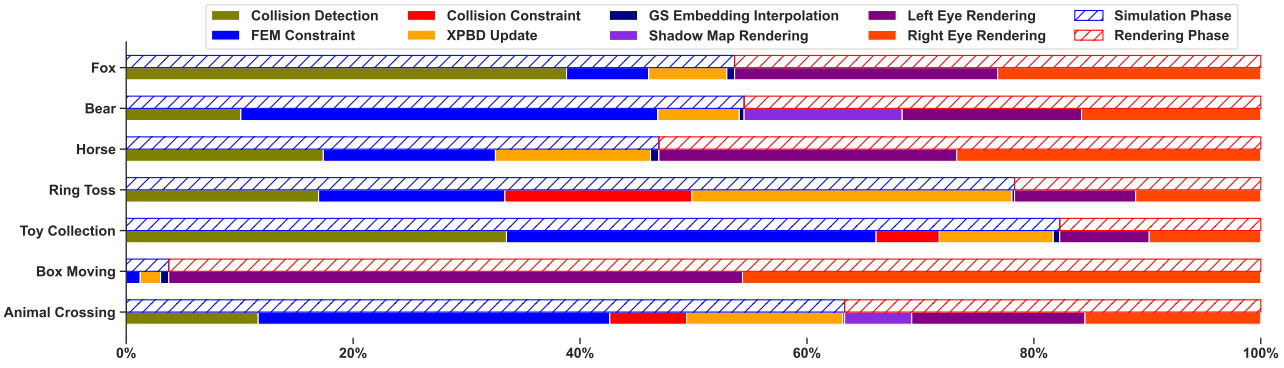 Collision Detection Collision Constraint GS Embedding Interpolation Left Eye Rendering Simulation Phase
FEM Constraint XPBD Update Shadow Map Rendering Right Eye Rendering Rendering Phase
Fox
Bear
Horse
Ring Toss
Toy Collection
Box Moving
Animal Crossing
0% 20% 40% 60% 80% 100%